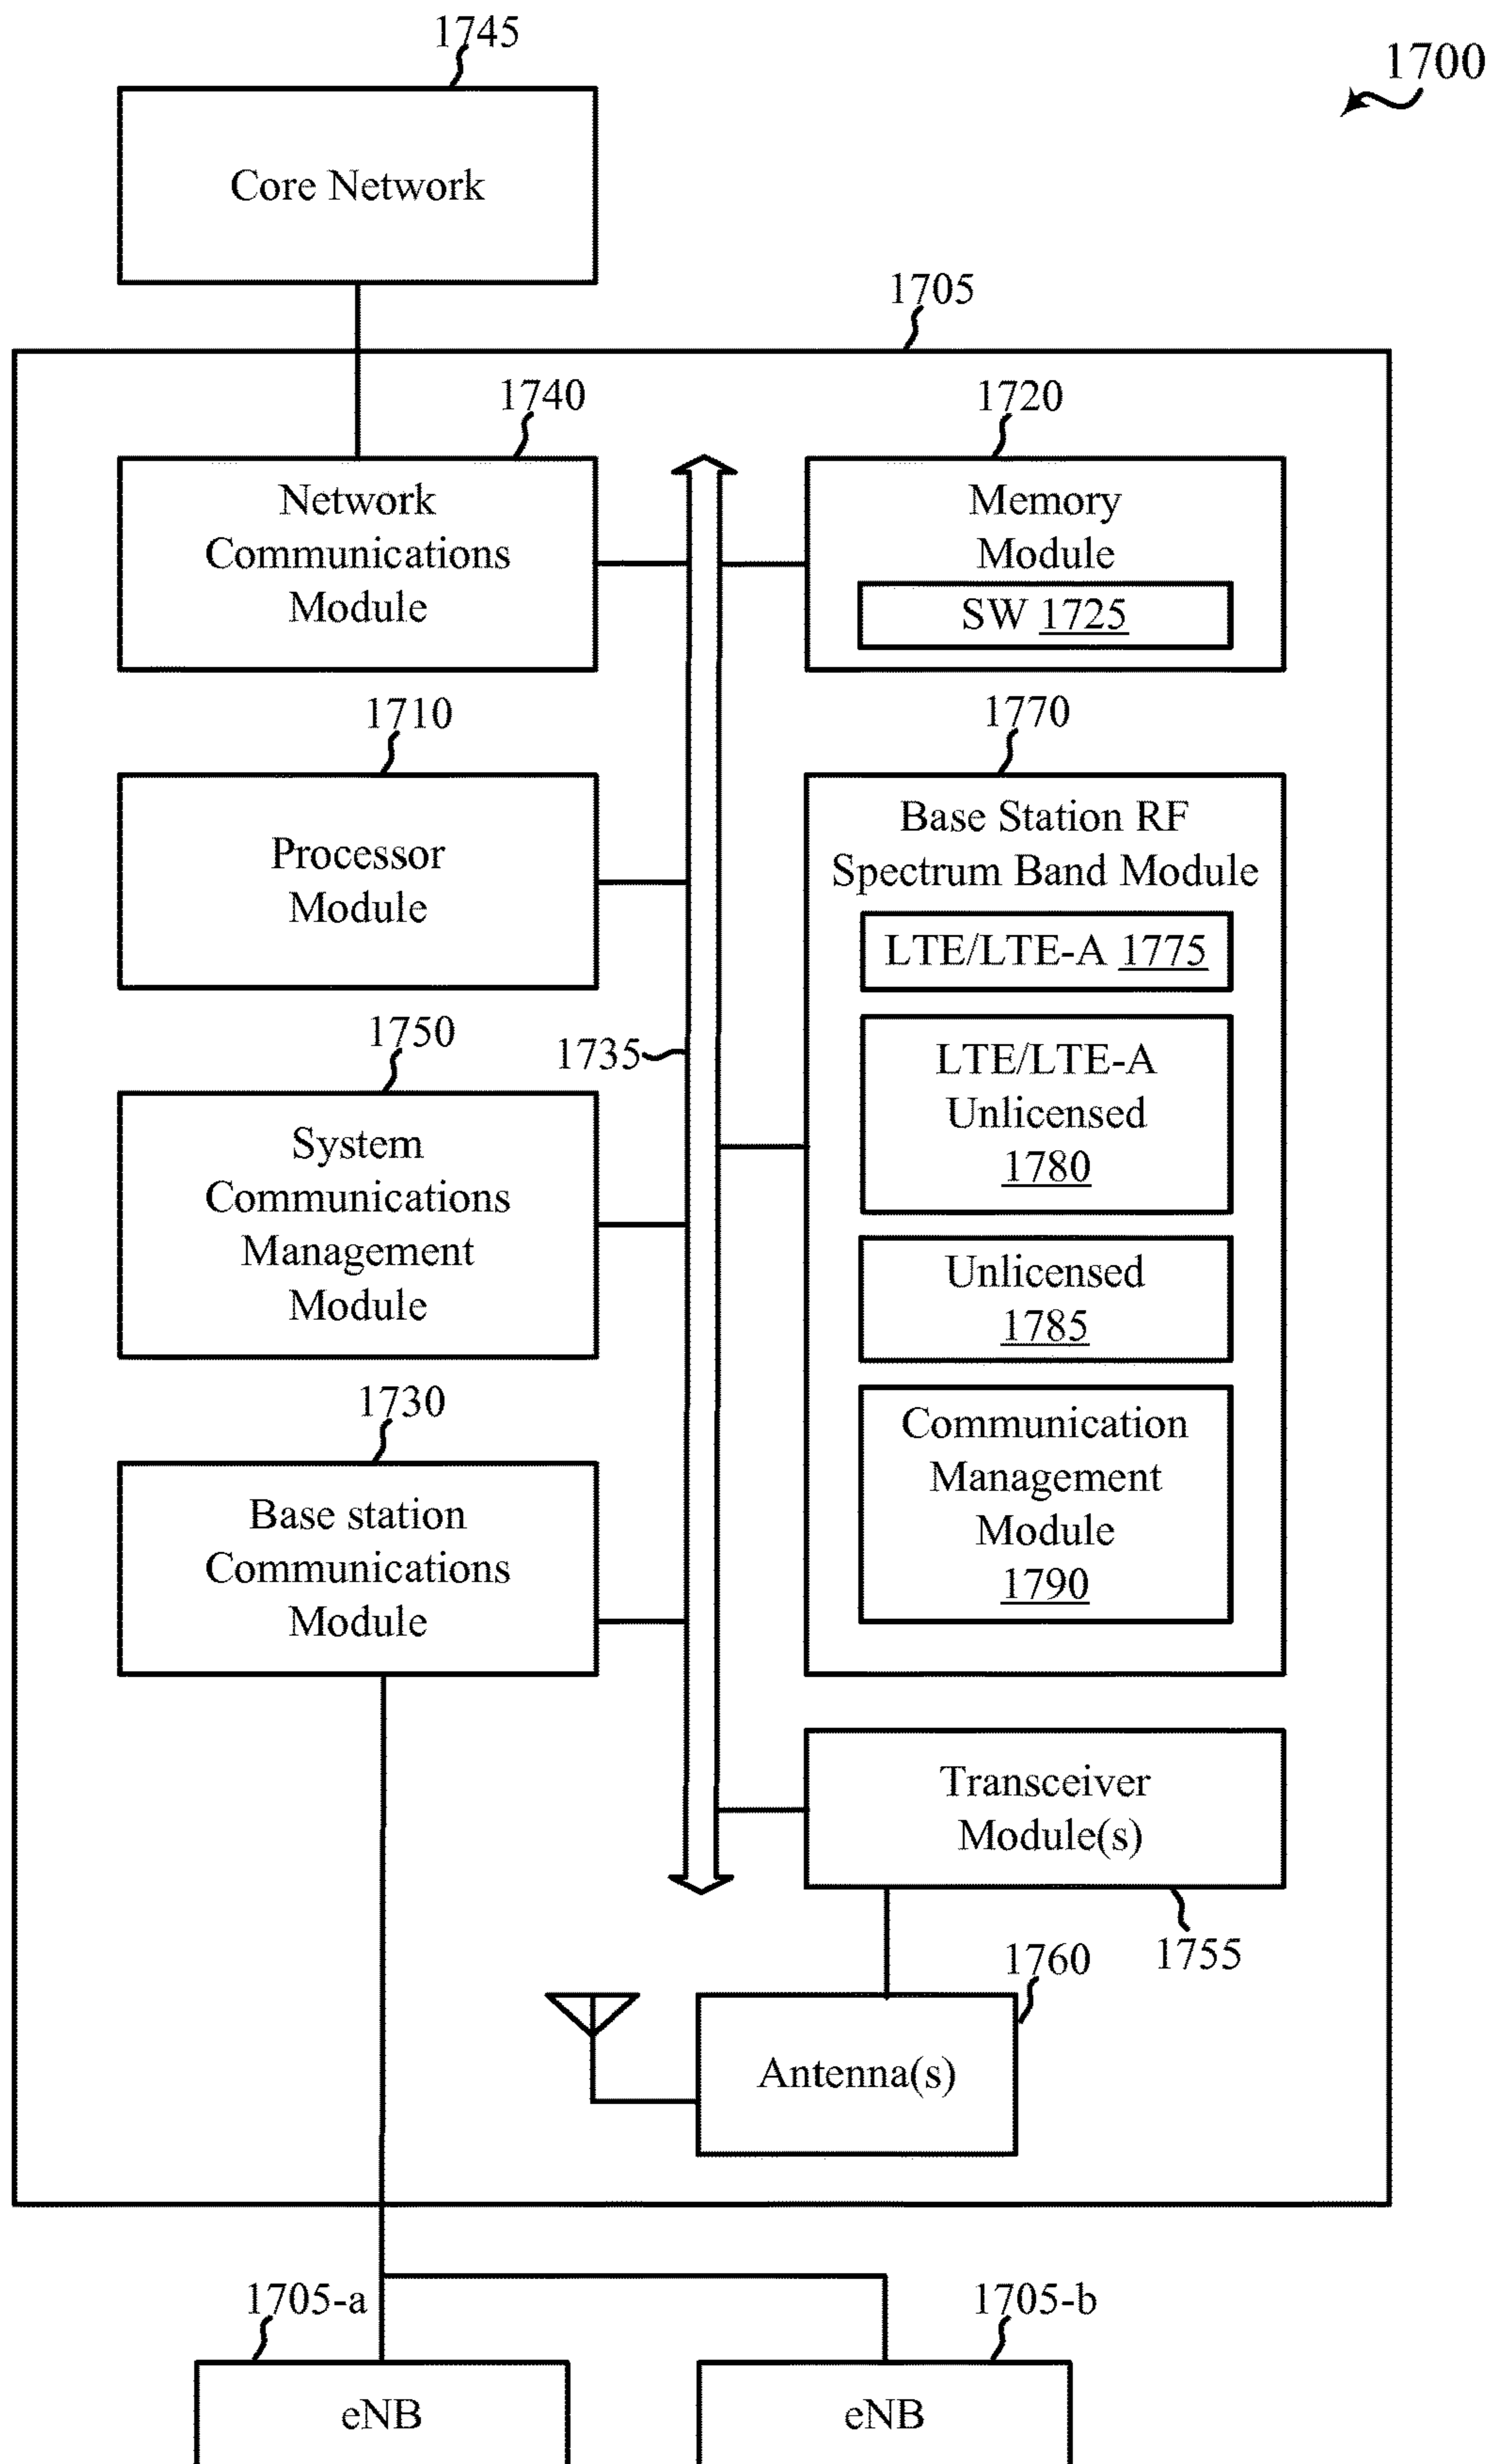 1745
1700
Core Network
1705
1740
1720
Network
Communications
Module
Memory
Module
SW 1725
1710
1770
Processor
Module
Base Station RF
Spectrum Band Module
LTE/LTE-A 1775
1750
1735
LTE/LTE-A
Unlicensed
1780
System
Communications
Management
Module
Unlicensed
1785
1730
Communication
Management
Module
1790
Base station
Communications
Module
Transceiver
Module(s)
1755
1760
Antenna(s)
1705-a
1705-b
eNB
eNB